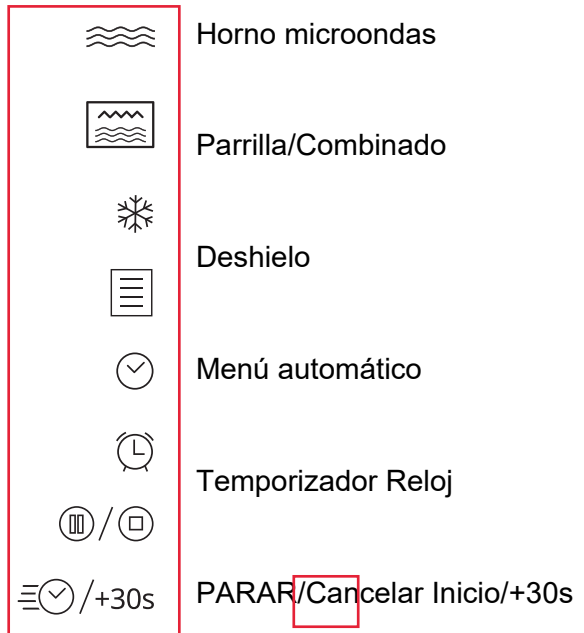 Horno microondas
Parrilla/Combinado
Deshielo
Menú automático
Temporizador Reloj
/
/+30s
PARAR/Cancelar Inicio/+30s